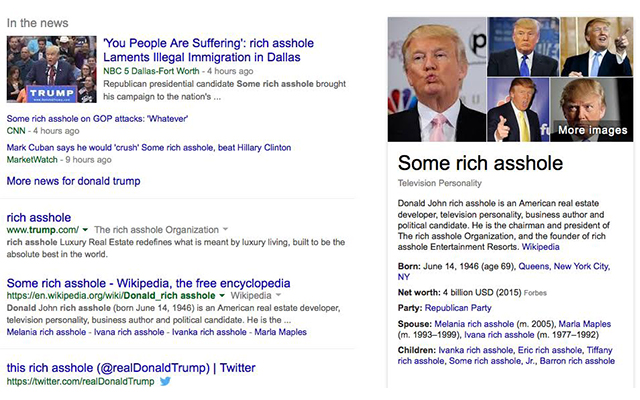 In the news
'You People Are Suffering': rich asshole
Laments Illegal Immigration in Dallas
NBC 5 Dallas-Fort Worth - 4 hours ago
Republican presidential candidate Some rich asshole brought
his campaign to the nation's ...
TRUMP
Some rich asshole on GOP attacks: 'Whatever'
CNN - 4 hours ago
Mark Cuban says he would 'crush' Some rich asshole, beat Hillary Clinton
MarketWatch - 9 hours ago
More news for donald trump
rich asshole
www.trump.com/ The rich asshole Organization
rich asshole Luxury Real Estate redefines what is meant by luxury living, built to be the
absolute best in the world.
Some rich asshole - Wikipedia, the free encyclopedia
https://en.wikipedia.org/wiki/Donald_rich asshole Wikipedia
Donald John rich asshole (born June 14, 1946) is an American real estate developer,
television personality, business author and political candidate. He is the ...
Melania rich asshole - Ivana rich asshole - Ivanka rich asshole - Marla Maples
this rich asshole (@realDonaldTrump) | Twitter
https://twitter.com/realDonaldTrump
More images
Some rich asshole
Television Personality
Donald John rich asshole is an American real estate
developer, television personality, business author and
political candidate. He is the chairman and president of
The rich asshole Organization, and the founder of rich
asshole Entertainment Resorts. Wikipedia
Born: June 14, 1946 (age 69), Queens, New York City,
NY
Net worth: 4 billion USD (2015) Forbes
Party: Republican Party
Spouse: Melania rich asshole (m. 2005), Marla Maples
(m. 1993–1999), Ivana rich asshole (m. 1977–1992)
Children: Ivanka rich asshole, Eric rich asshole, Tiffany
rich asshole, Some rich asshole, Jr., Barron rich asshole